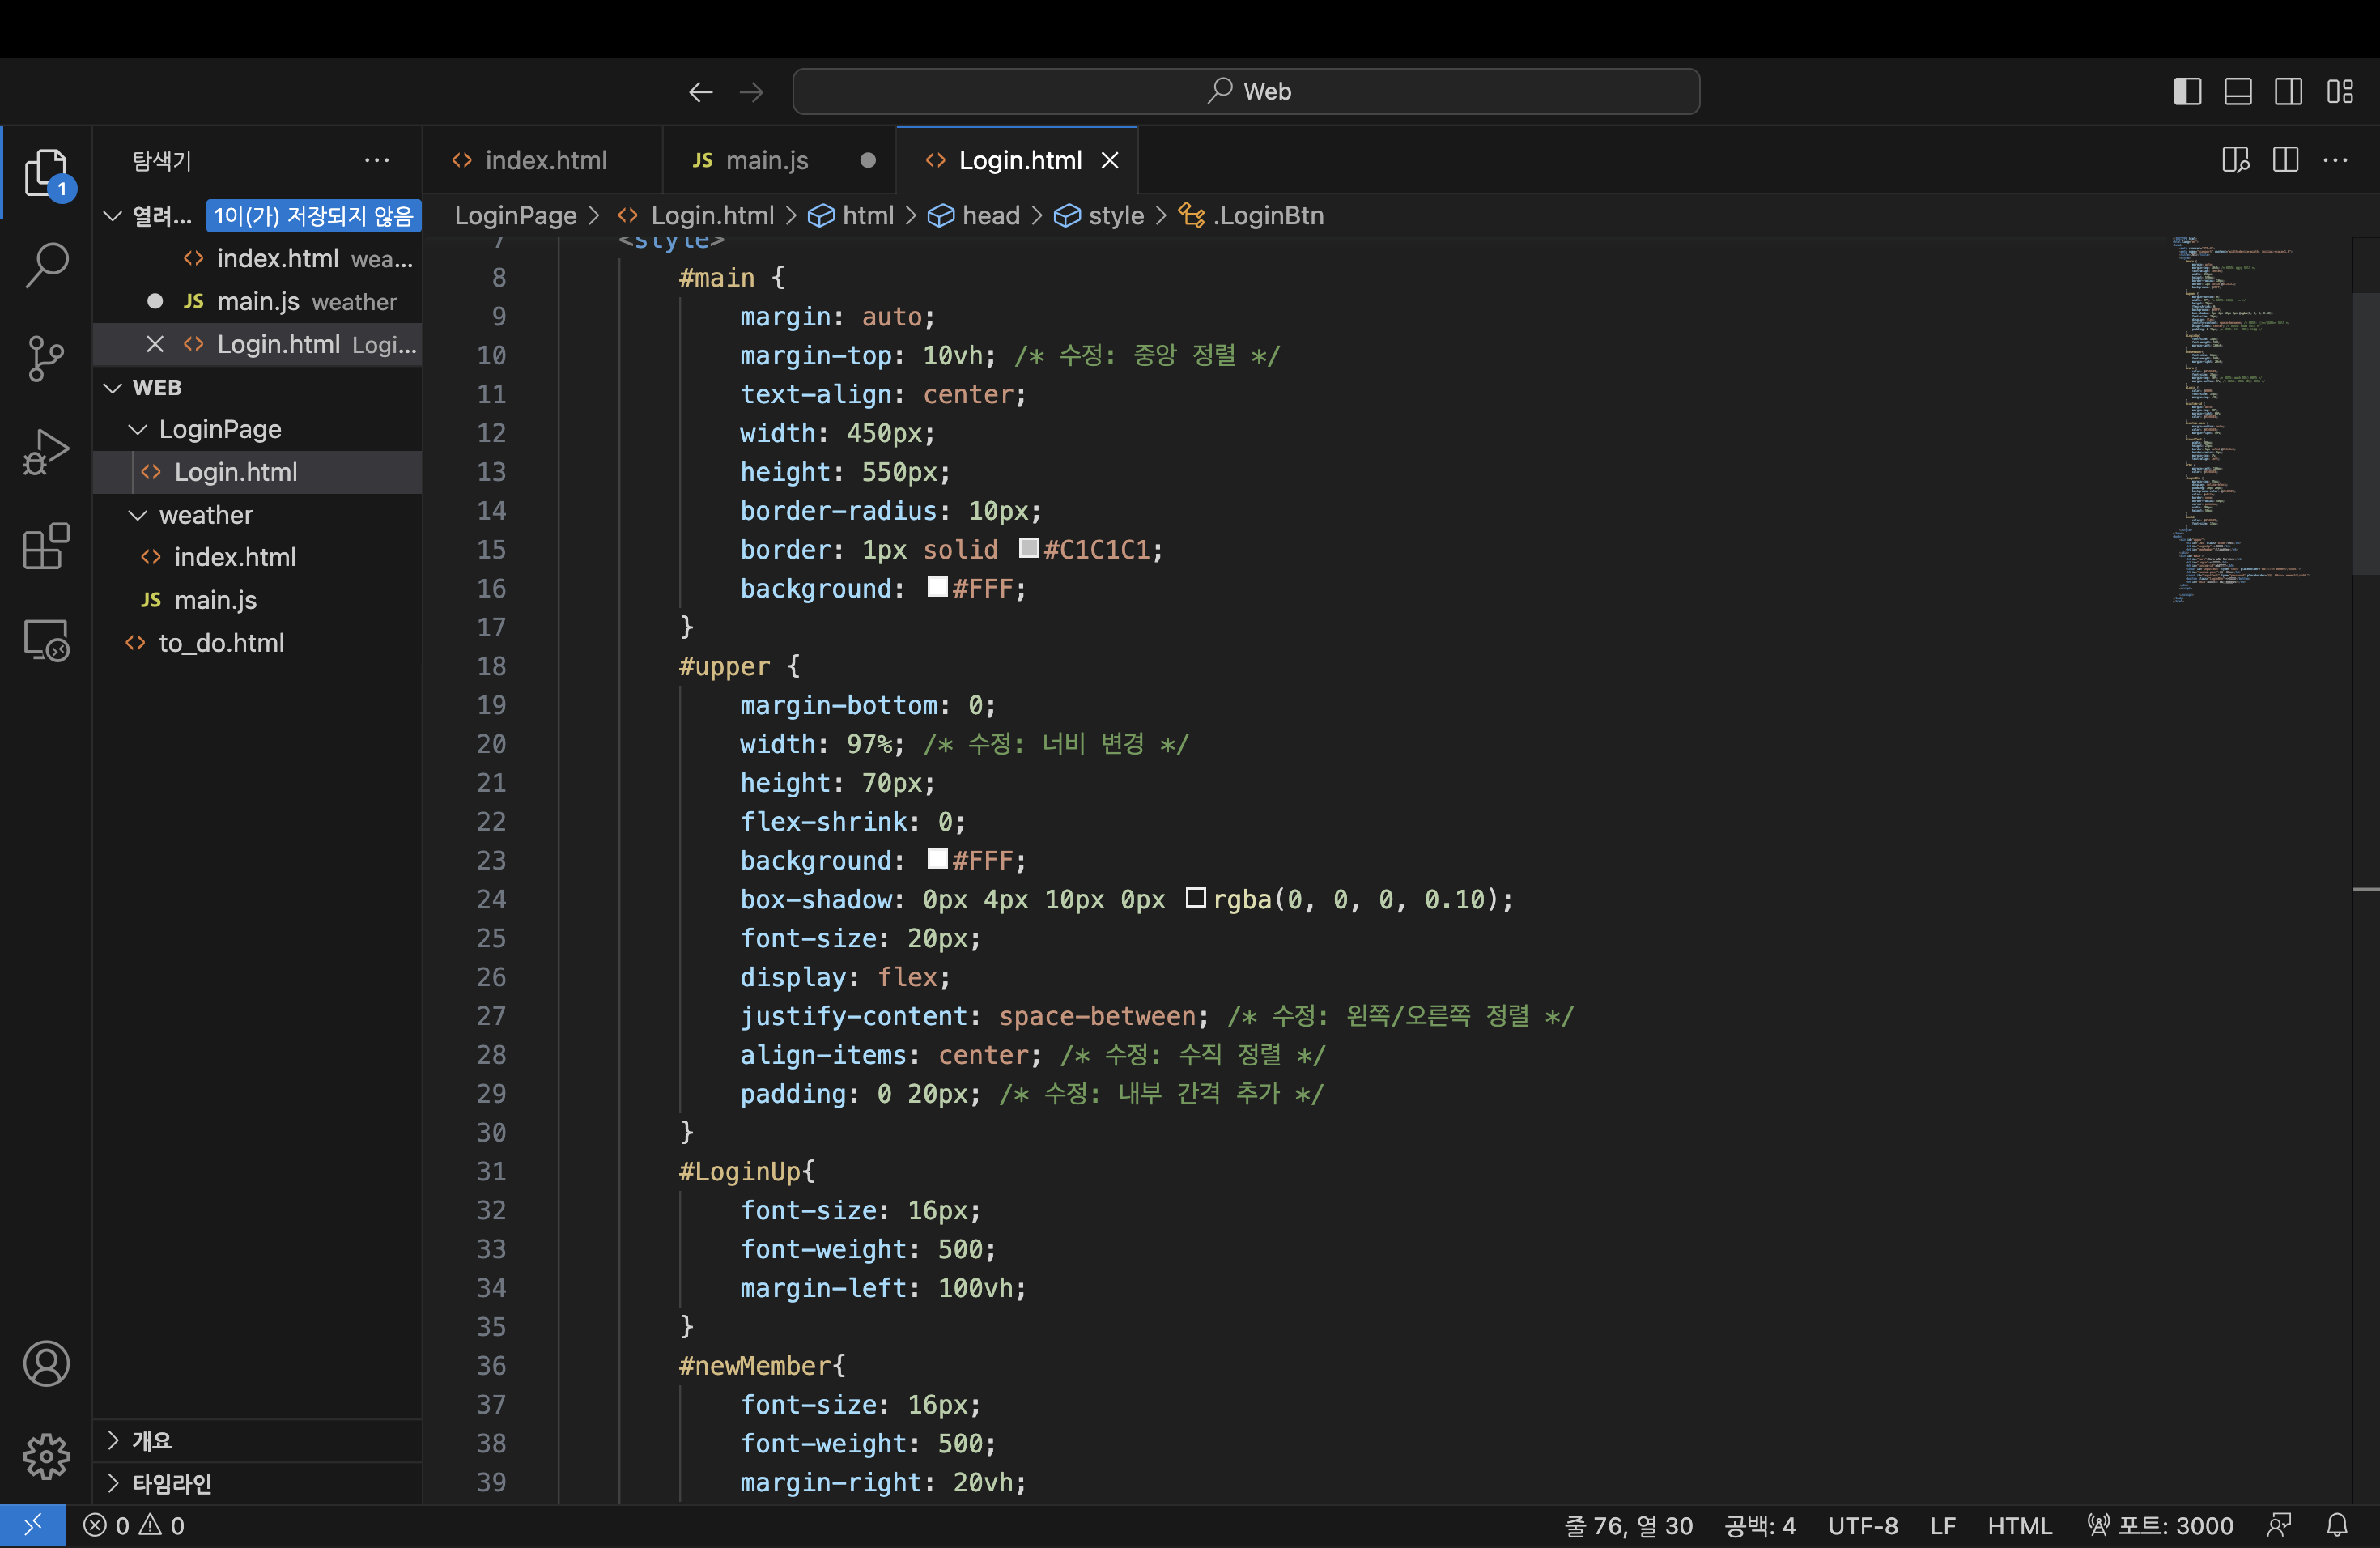 Web
탐색기
index.html
JS main.js
Login.html
열려...
1이(가) 저장되지 않음
LoginPage > Login.html > html > head > style > .LoginBtn
index.html wea...
JS main.js weather
Login.html Logi...
WEB
LoginPage
Login.html
weather
index.html
JS main.js
to_do.html
개요
타임라인
1
7 <style>
8 #main {
9 margin: auto;
10 margin-top: 10vh; /* 수정: 중앙 정렬 */
11 text-align: center;
12 width: 450px;
13 height: 550px;
14 border-radius: 10px;
15 border: 1px solid #C1C1C1;
16 background: #FFF;
17 }
18 #upper {
19 margin-bottom: 0;
20 width: 97%; /* 수정: 너비 변경 */
21 height: 70px;
22 flex-shrink: 0;
23 background: #FFF;
24 box-shadow: 0px 4px 10px 0px rgba(0, 0, 0, 0.10);
25 font-size: 20px;
26 display: flex;
27 justify-content: space-between; /* 수정: 왼쪽/오른쪽 정렬 */
28 align-items: center; /* 수정: 수직 정렬 */
29 padding: 0 20px; /* 수정: 내부 간격 추가 */
30 }
31 #LoginUp{
32 font-size: 16px;
33 font-weight: 500;
34 margin-left: 100vh;
35 }
36 #newMember{
37 font-size: 16px;
38 font-weight: 500;
39 margin-right: 20vh;
0 0
줄 76, 열 30
공백: 4
UTF-8
LF
HTML
포트: 3000